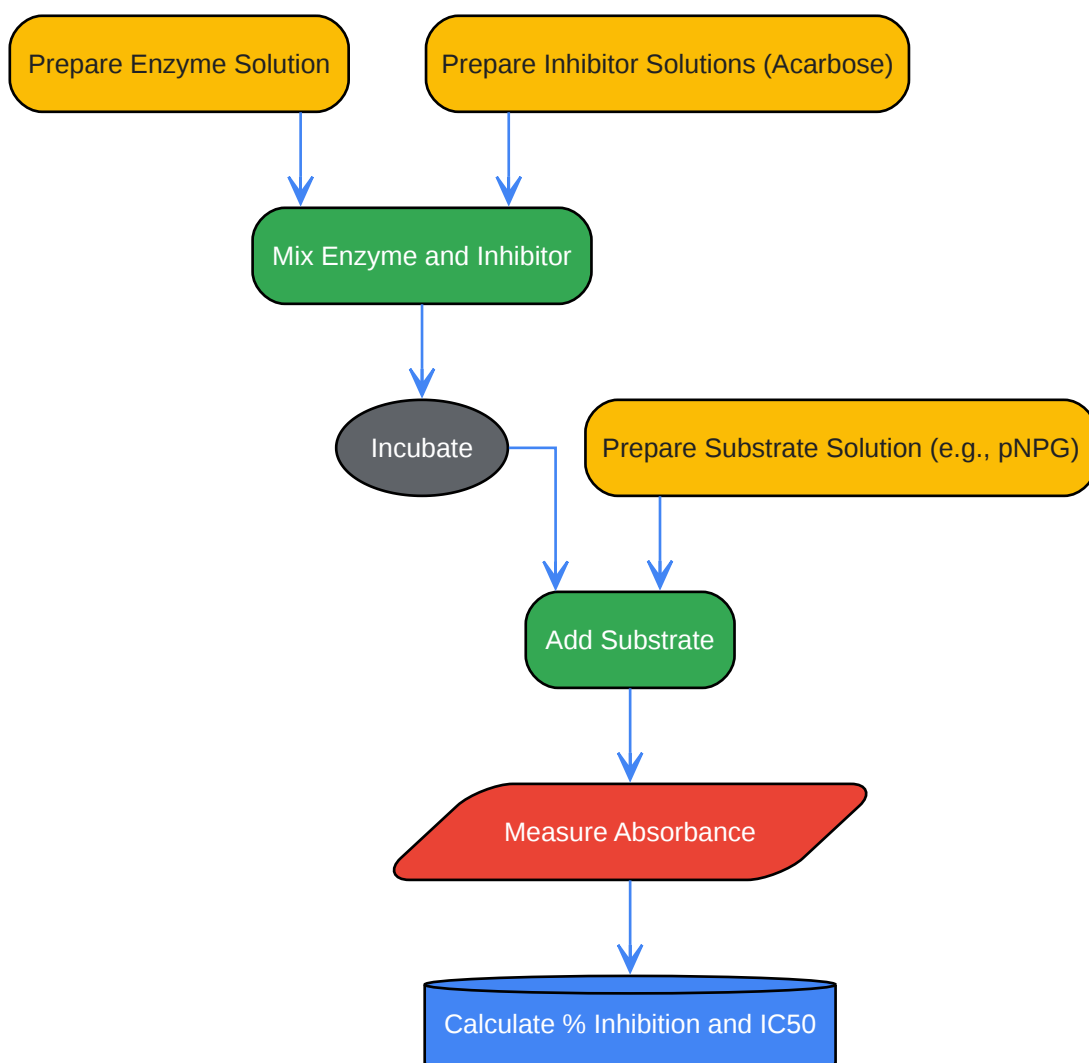 Prepare Enzyme Solution
Prepare Inhibitor Solutions (Acarbose)
Mix Enzyme and Inhibitor
Incubate
Prepare Substrate Solution (e.g., pNPG)
Add Substrate
Measure Absorbance
Calculate % Inhibition and IC50